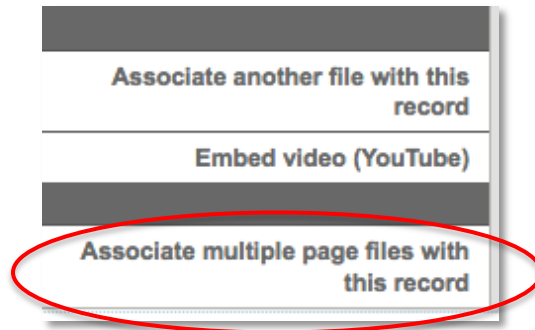 Associate another file with this
record
Embed video (YouTube)
Associate multiple page files with
this record